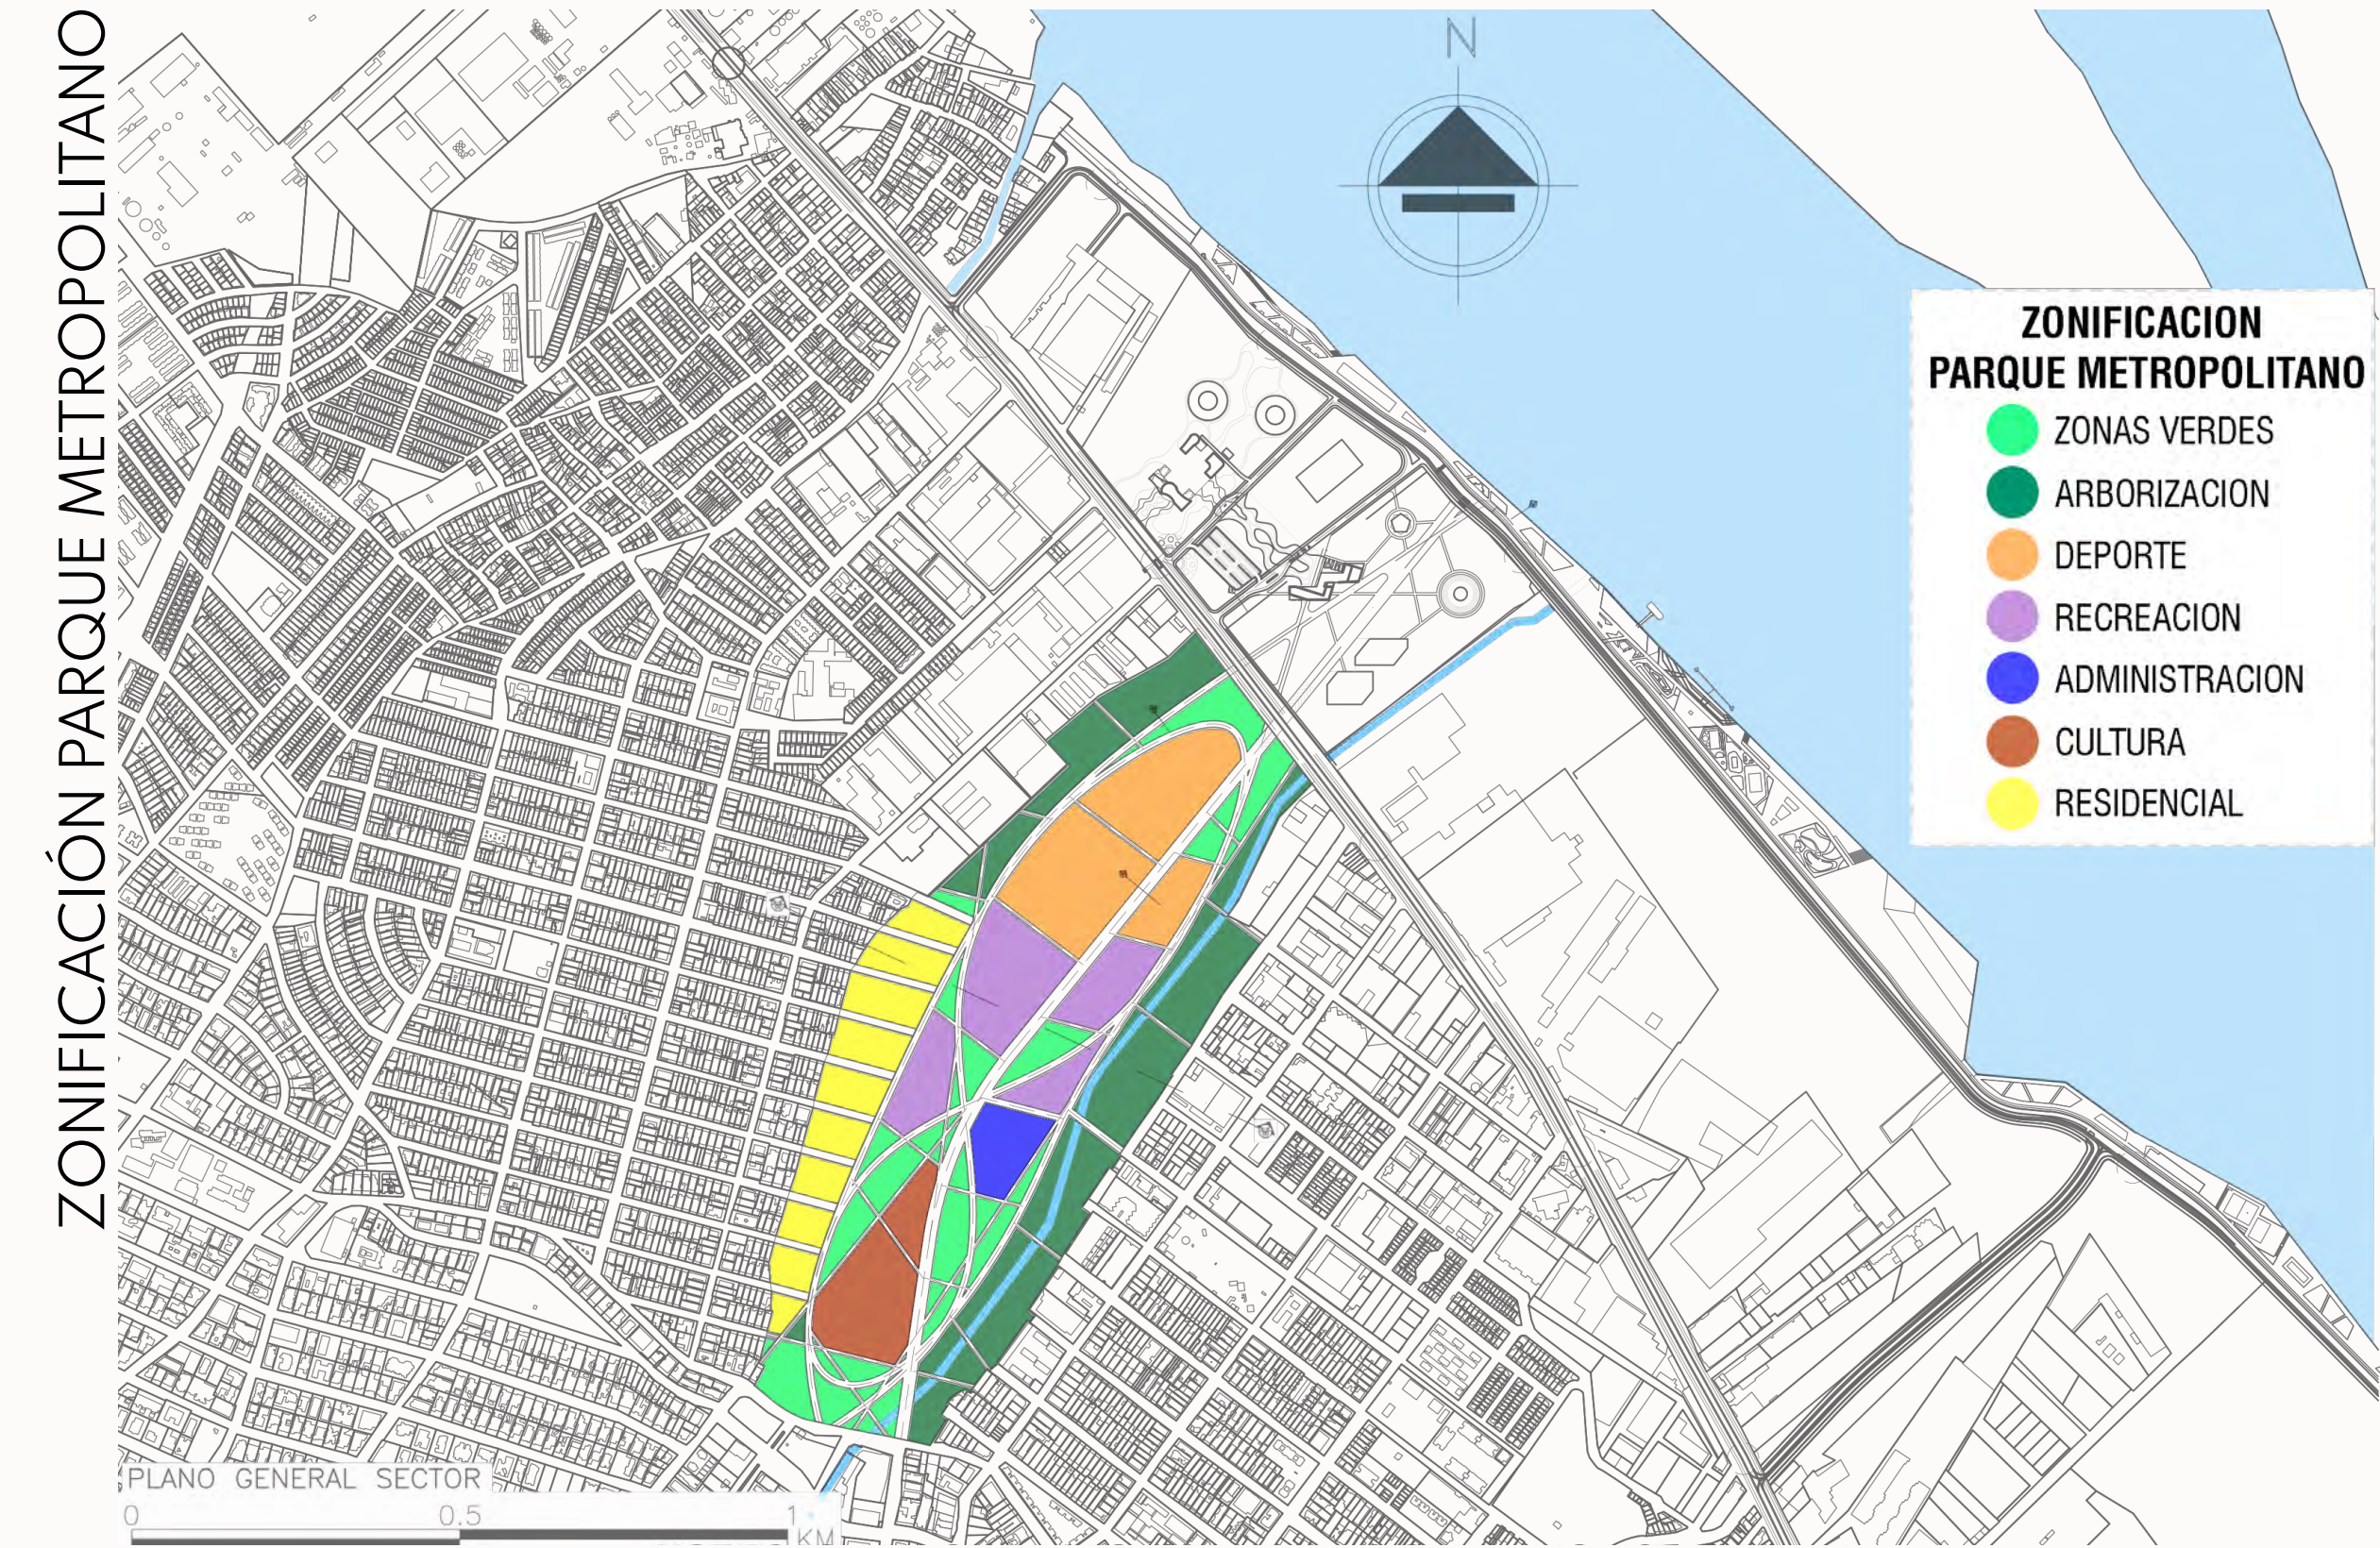 ZONIFICACIÓN PARQUE METROPOLITANO
N
ZONIFICACION
PARQUE METROPOLITANO
ZONAS VERDES
ARBORIZACION
DEPORTE
RECREACION
ADMINISTRACION
CULTURA
RESIDENCIAL
PLANO GENERAL SECTOR
0 0.5 1
KM